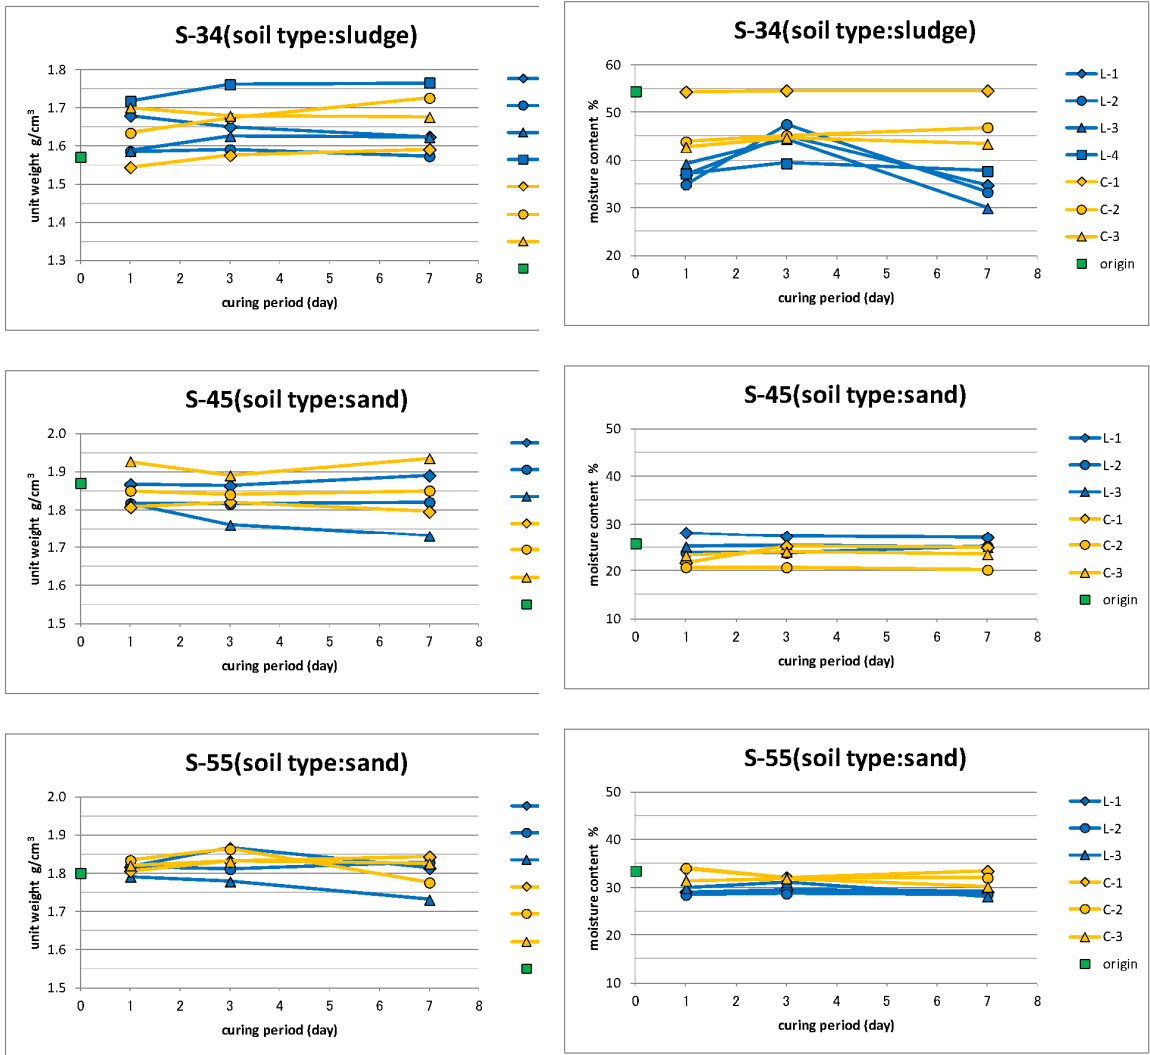 S-34(soil type:sludge)
unit weight g/cm³
1.8
1.7
1.6
1.5
1.4
1.3
0 1 2 3 4 5 6 7 8
curing period (day)
S-34(soil type:sludge)
moisture content %
60
50
40
30
20
0 1 2 3 4 5 6 7 8
curing period (day)
L-1
L-2
L-3
L-4
C-1
C-2
C-3
origin
S-45(soil type:sand)
unit weight g/cm³
2.0
1.9
1.8
1.7
1.6
1.5
0 1 2 3 4 5 6 7 8
curing period (day)
S-45(soil type:sand)
moisture content %
50
40
30
20
10
0 1 2 3 4 5 6 7 8
curing period (day)
L-1
L-2
L-3
C-1
C-2
C-3
origin
S-55(soil type:sand)
unit weight g/cm³
2.0
1.9
1.8
1.7
1.6
1.5
0 1 2 3 4 5 6 7 8
curing period (day)
S-55(soil type:sand)
moisture content %
50
40
30
20
10
0 1 2 3 4 5 6 7 8
curing period (day)
L-1
L-2
L-3
C-1
C-2
C-3
origin